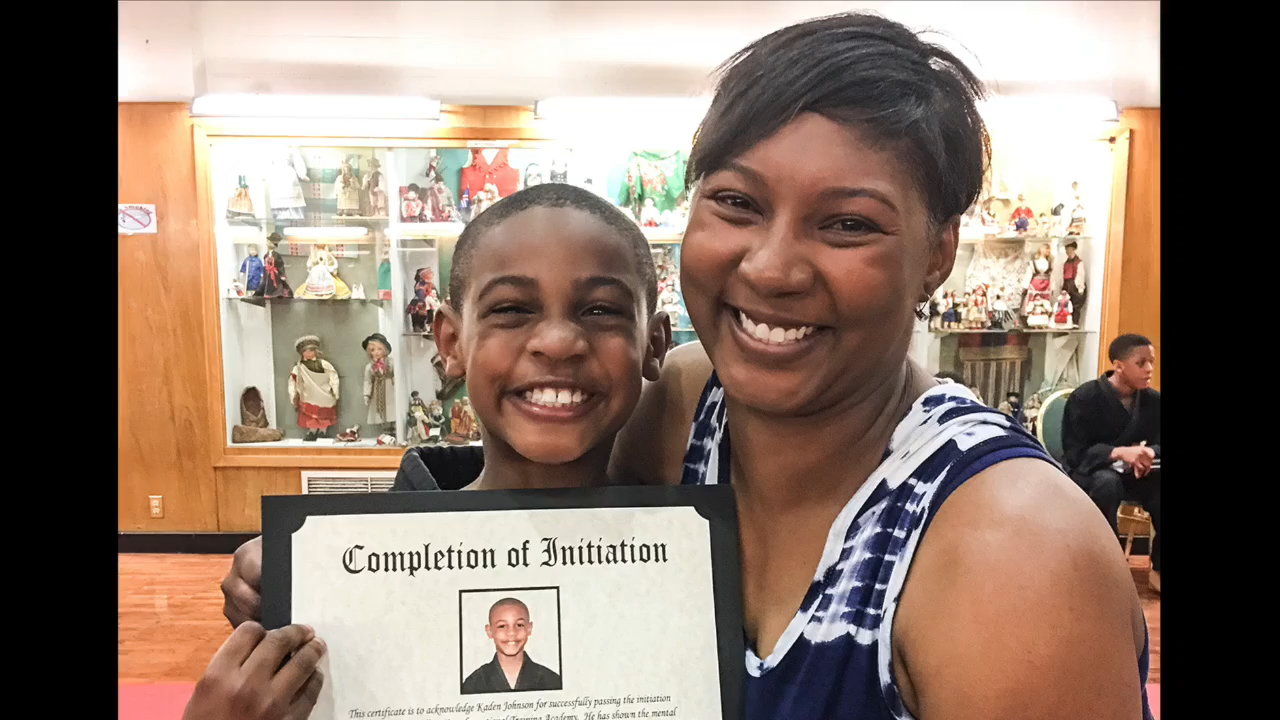 Completion of Initiation
This certificate is to acknowledge Kaden Johnson for successfully passing the initiation
Training Academy. He has shown the mental